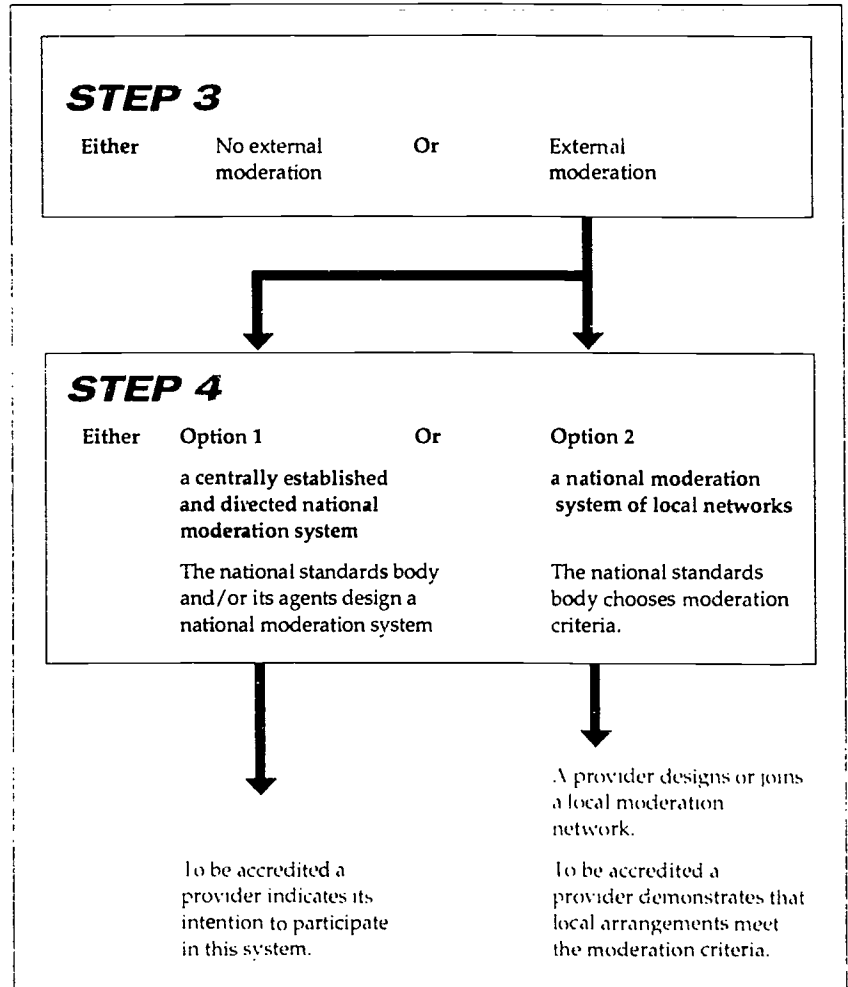 STEP 3
Either No external moderation Or External moderation
STEP 4
Either Option 1 Or Option 2
a centrally established
and directed national
moderation system
The national standards body
and/or its agents design a
national moderation system
a national moderation
system of local networks
The national standards
body chooses moderation
criteria.
To be accredited a
provider indicates its
intention to participate
in this system.
A provider designs or joins
a local moderation
network.
To be accredited a
provider demonstrates that
local arrangements meet
the moderation criteria.